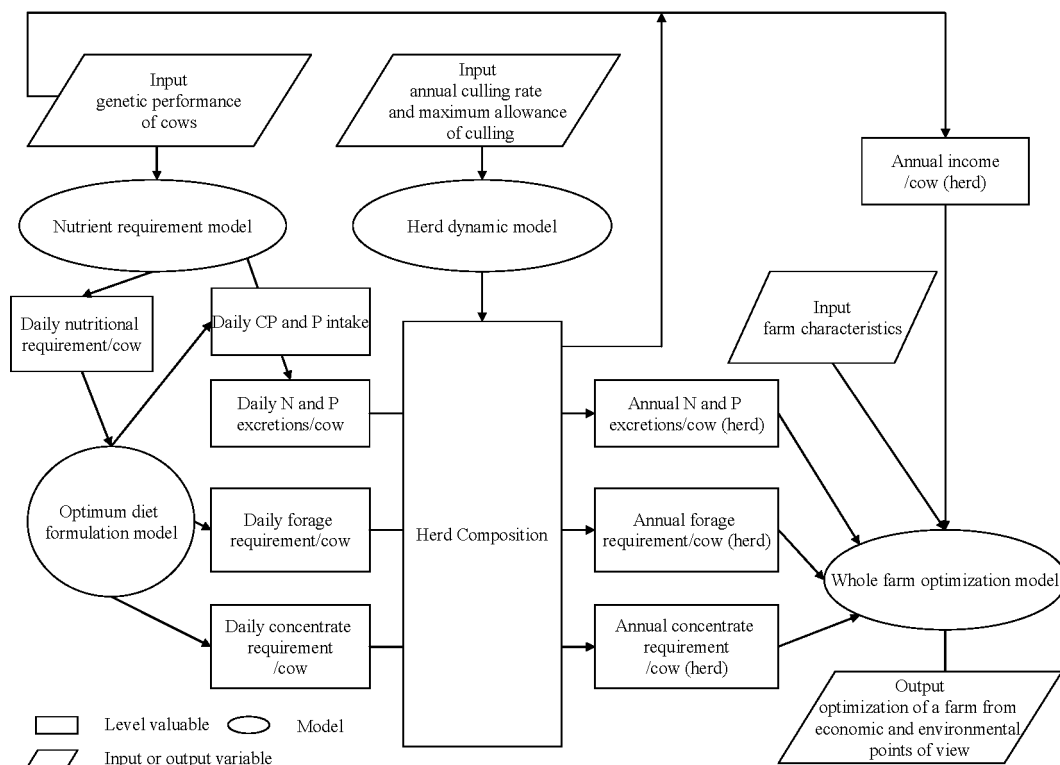 Input
genetic performance
of cows
Input
annual culling rate
and maximum allowance
of culling
Annual income
/cow (herd)
Nutrient requirement model
Herd dynamic model
Input
farm characteristics
Daily nutritional
requirement/cow
Daily CP and P intake
Daily N and P
excretions/cow
Annual N and P
excretions/cow (herd)
Optimum diet
formulation model
Daily forage
requirement/cow
Herd Composition
Annual forage
requirement/cow (herd)
Whole farm optimization model
Daily concentrate
requirement
/cow
Annual concentrate
requirement
/cow (herd)
Output
optimization of a farm from
economic and environmental
points of view
Level valuable
Model
Input or output variable